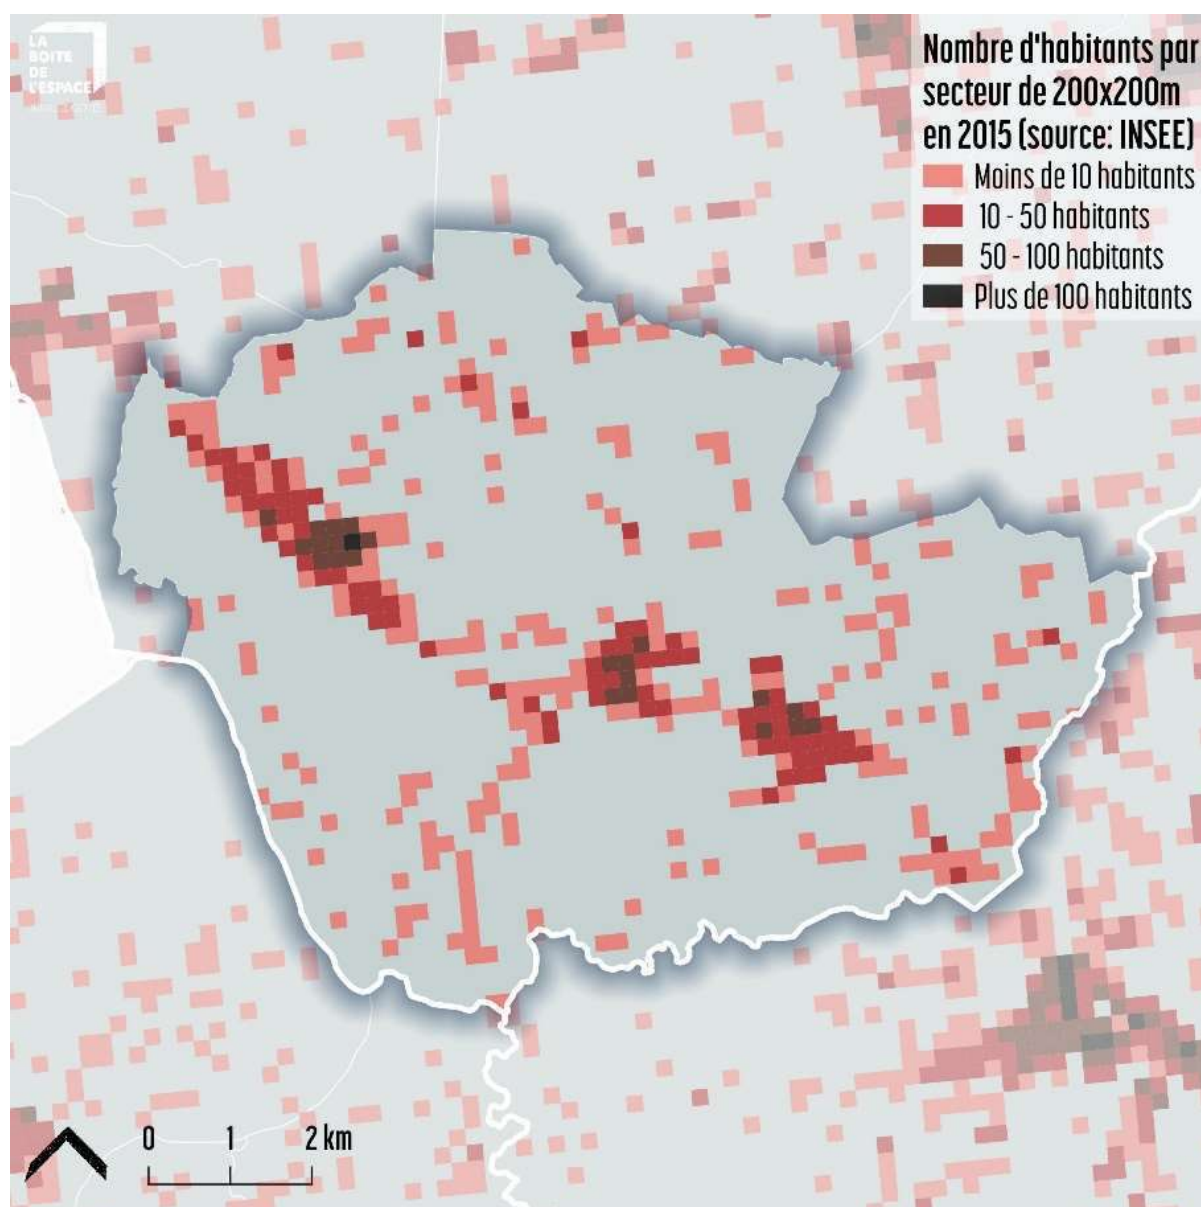 LA
BOITE
DE
L'ESPACE
Nombre d'habitants par
secteur de 200x200m
en 2015 (source: INSEE)
Moins de 10 habitants
10 - 50 habitants
50 - 100 habitants
Plus de 100 habitants
0 1 2 km